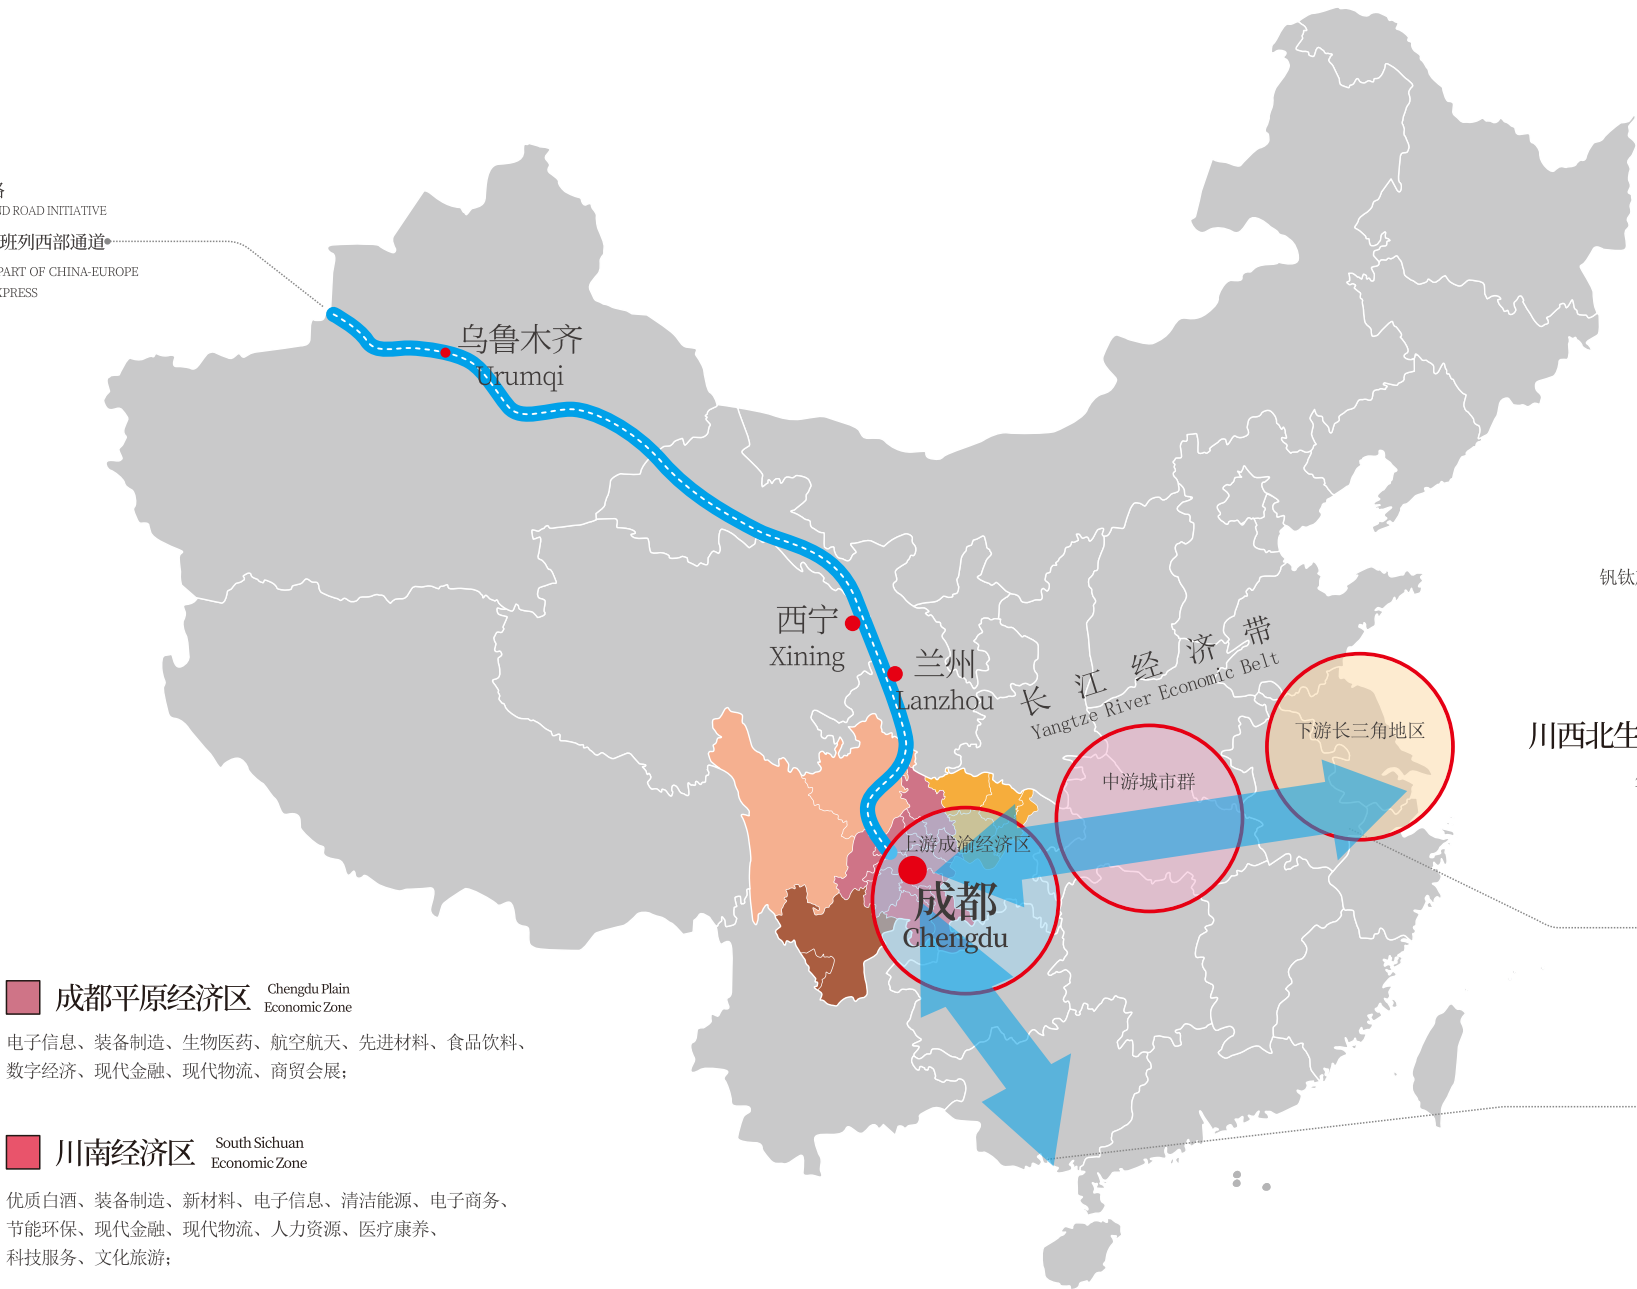 ROAD INITIATIVE
班列西部通道
PART OF CHINA-EUROPE
乌鲁木齐
Urumqi
西宁
Xining
兰州
Lanzhou
长江经济带
Yangtze River Economic Belt
下游长三角地区
中游城市群
上游成渝经济区
成都
Chengdu
钒钛
川西北生
成都平原经济区
Chengdu Plain
Economic Zone
电子信息、装备制造、生物医药、航空航天、先进材料、食品饮料、
数字经济、现代金融、现代物流、商贸会展;
川南经济区
South Sichuan
Economic Zone
优质白酒、装备制造、新材料、电子信息、清洁能源、电子商务、
节能环保、现代金融、现代物流、人力资源、医疗康养、
科技服务、文化旅游;